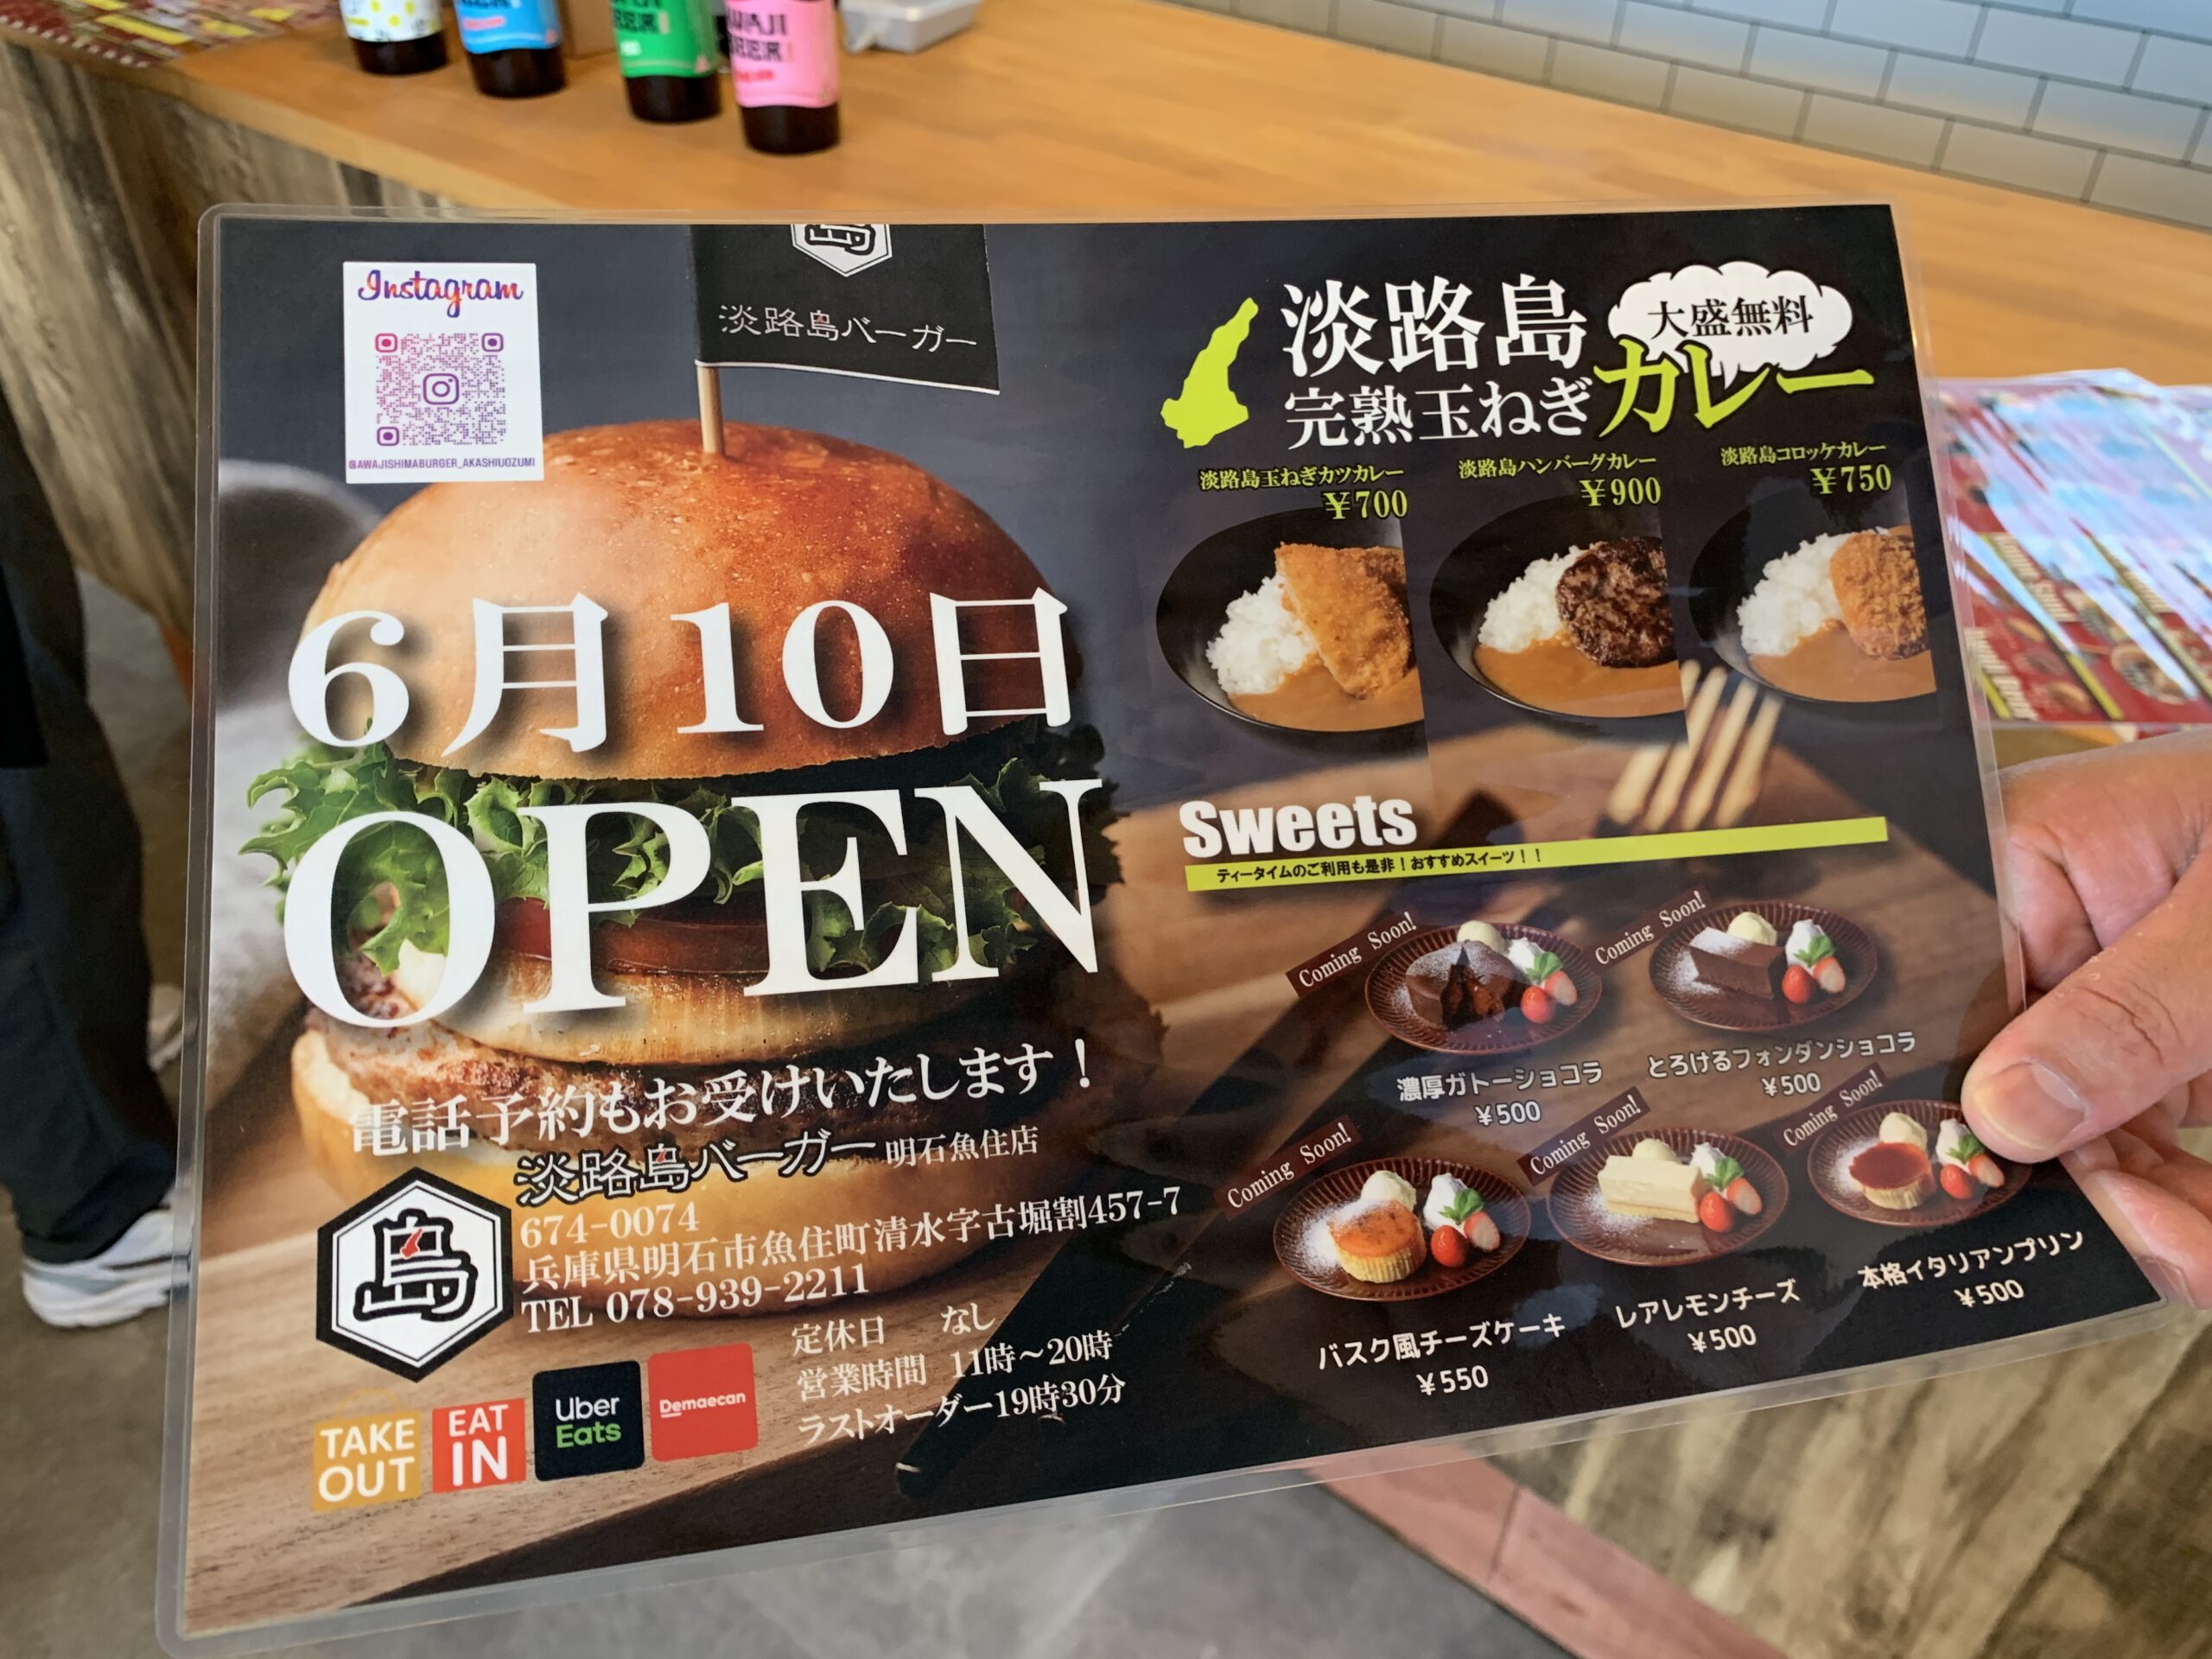 AWAJI
BEER
Instagram
@AWAJISHIMABURGER_AKASHIUOZUMI
島
淡路島バーガー
6月10日
OPEN
電話予約もお受けいたします！
淡路島バーガー 明石魚住店
島
674-0074
兵庫県明石市魚住町清水字古堀割457-7
TEL 078-939-2211
定休日 なし
営業時間 11時～20時
ラストオーダー19時30分
TAKE
OUT
EAT
IN
Uber
Eats
Demaecan
淡路島
大盛無料
完熟玉ねぎカレー
淡路島玉ねぎカツカレー
¥700
淡路島ハンバーグカレー
¥900
淡路島コロッケカレー
¥750
Sweets
ティータイムのご利用も是非！おすすめスイーツ！！
Coming Soon!
濃厚ガトーショコラ
¥500
Coming Soon!
とろけるフォンダンショコラ
¥500
Coming Soon!
バスク風チーズケーキ
¥550
Coming Soon!
レアレモンチーズ
¥500
Coming Soon!
本格イタリアンプリン
¥500